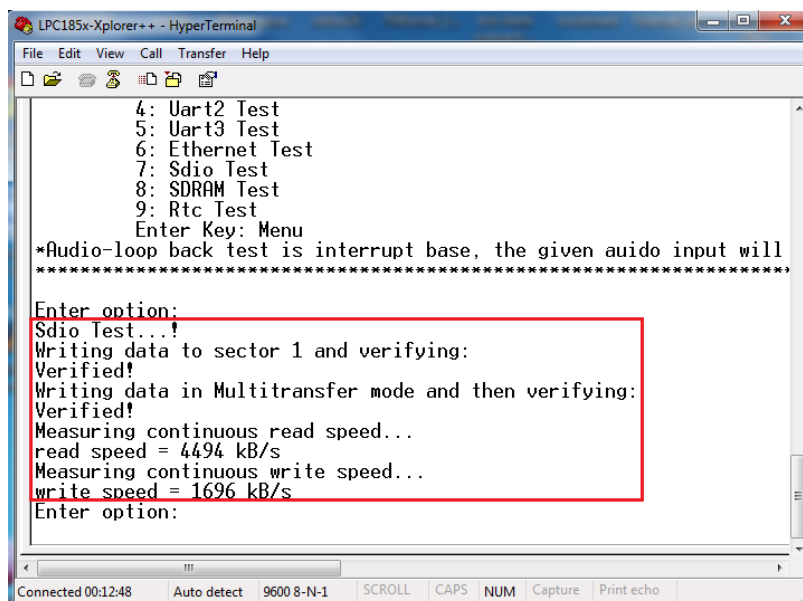 LPC185x-Xplorer++ - HyperTerminal
File Edit View Call Transfer Help
4: Uart2 Test
5: Uart3 Test
6: Ethernet Test
7: Sdio Test
8: SDRAM Test
9: Rtc Test
Enter Key: Menu
*Audio-loop back test is interrupt base, the given auido input will
*******************************************************************
Enter option:
Sdio Test...!
Writing data to sector 1 and verifying:
Verified!
Writing data in Multitransfer mode and then verifying:
Verified!
Measuring continuous read speed...
read speed = 4494 kB/s
Measuring continuous write speed...
write speed = 1696 kB/s
Enter option:
Connected 00:12:48 Auto detect 9600 8-N-1 SCROLL CAPS NUM Capture Print echo